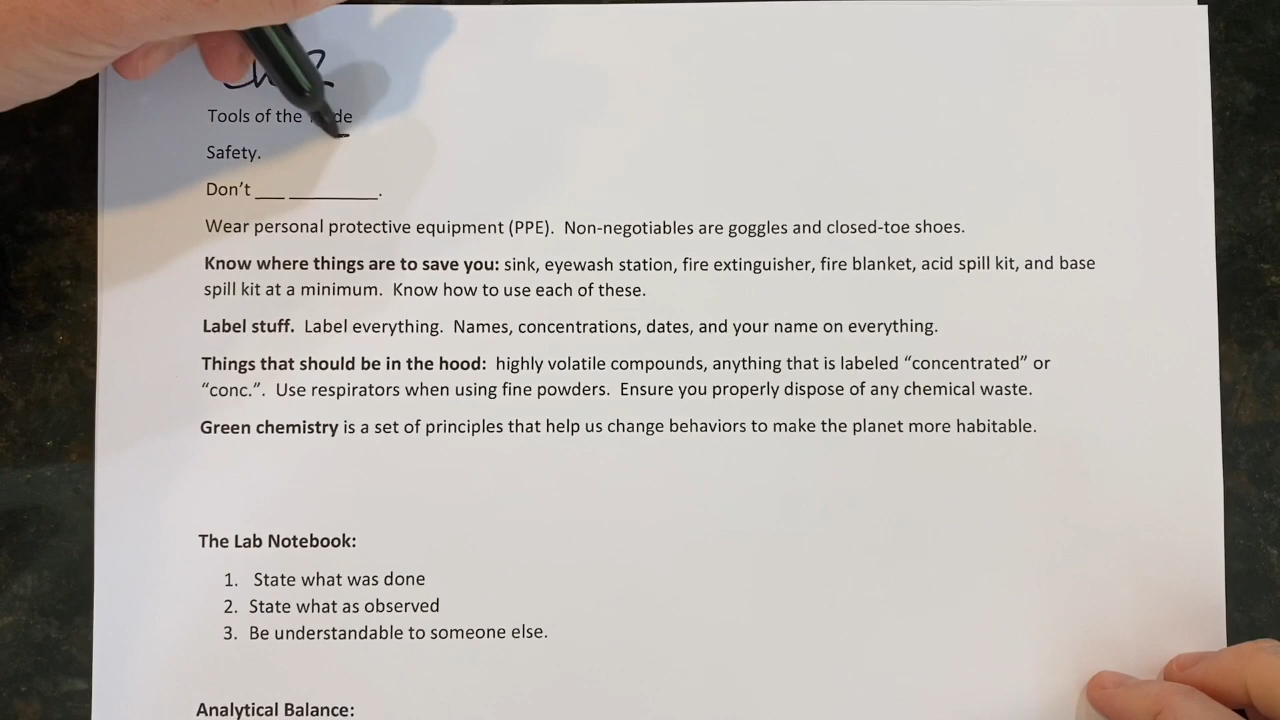 Ch 2
Tools of the Trade
Safety.
Don’t ___ _________.
Wear personal protective equipment (PPE).  Non-negotiables are goggles and closed-toe shoes.
Know where things are to save you: sink, eyewash station, fire extinguisher, fire blanket, acid spill kit, and base
spill kit at a minimum.  Know how to use each of these.
Label stuff.  Label everything.  Names, concentrations, dates, and your name on everything.
Things that should be in the hood:  highly volatile compounds, anything that is labeled “concentrated” or
“conc.”.  Use respirators when using fine powders.  Ensure you properly dispose of any chemical waste.
Green chemistry is a set of principles that help us change behaviors to make the planet more habitable.
The Lab Notebook:
1.  State what was done
2.  State what as observed
3.  Be understandable to someone else.
Analytical Balance: